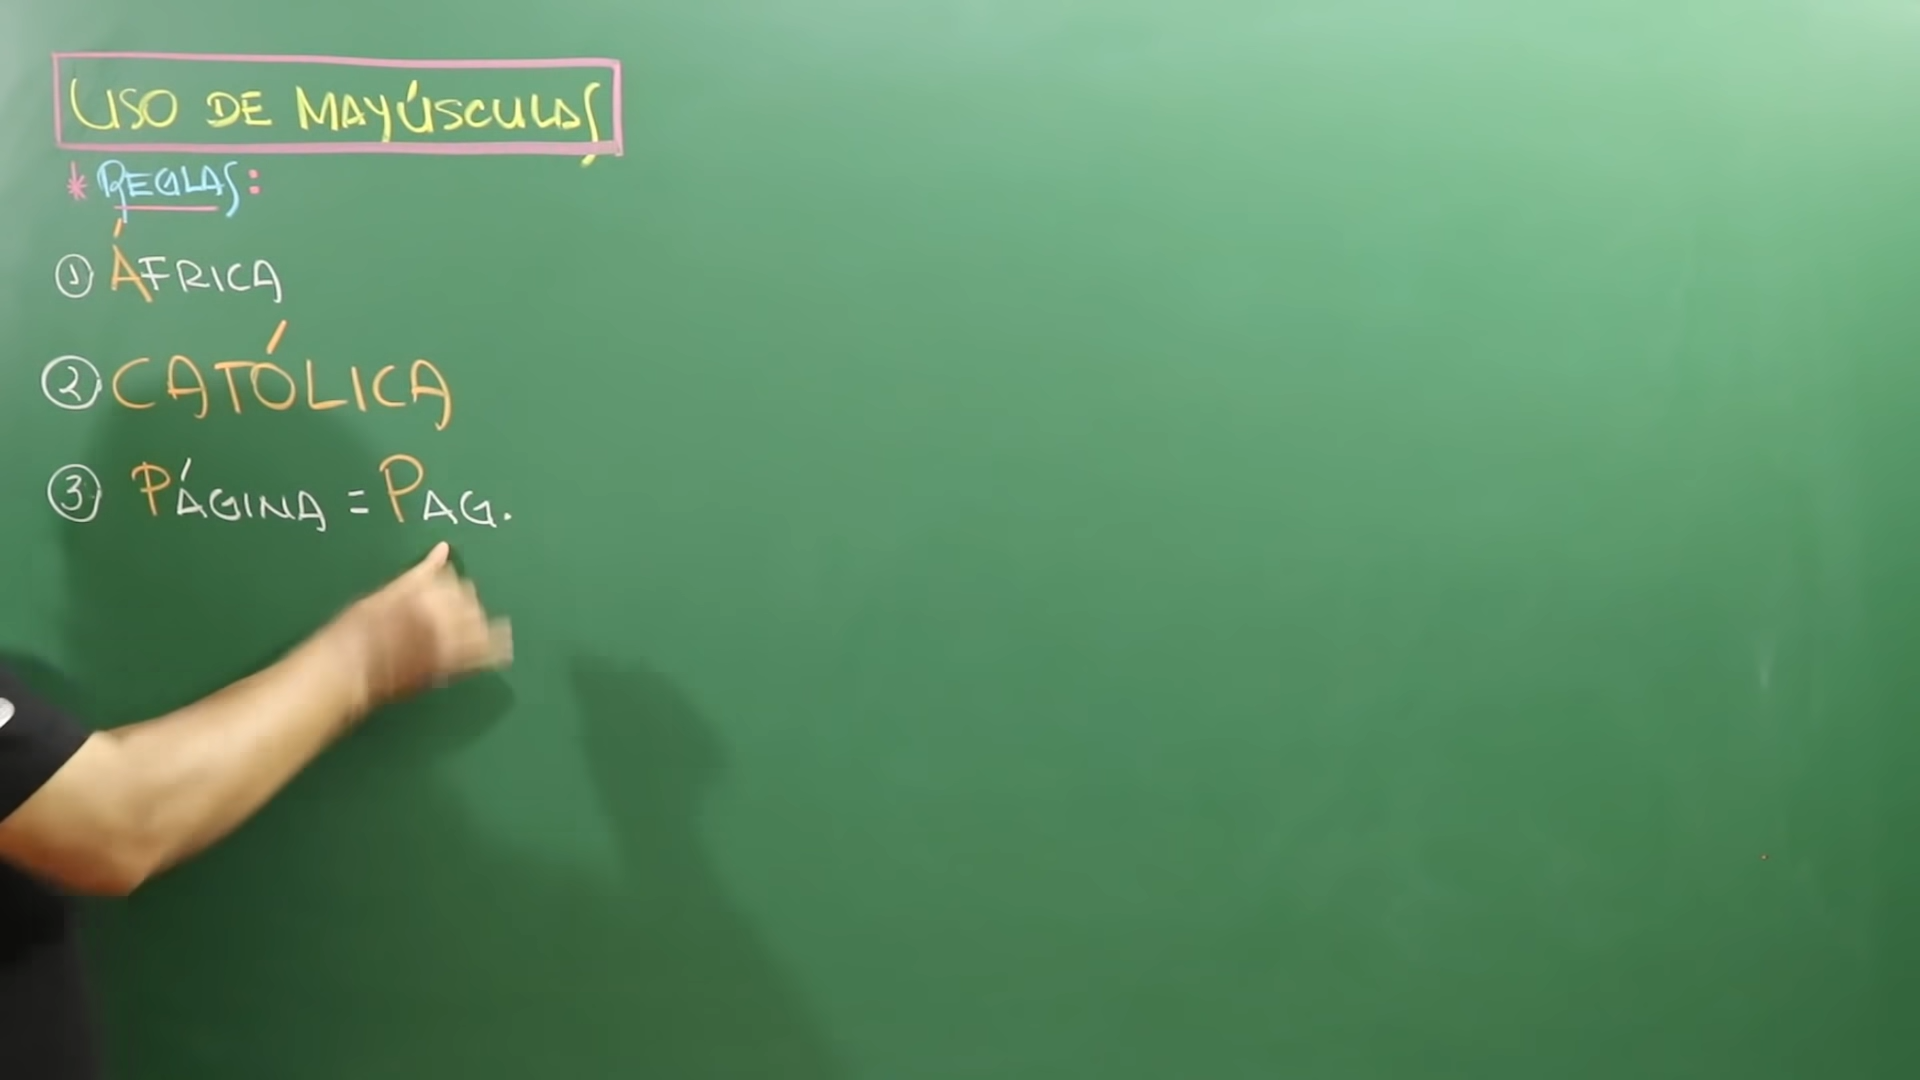 USO DE MAYÚSCULAS
* REGLAS:
① ÁFRICA
② CATÓLICA
③ PÁGINA = PAG.